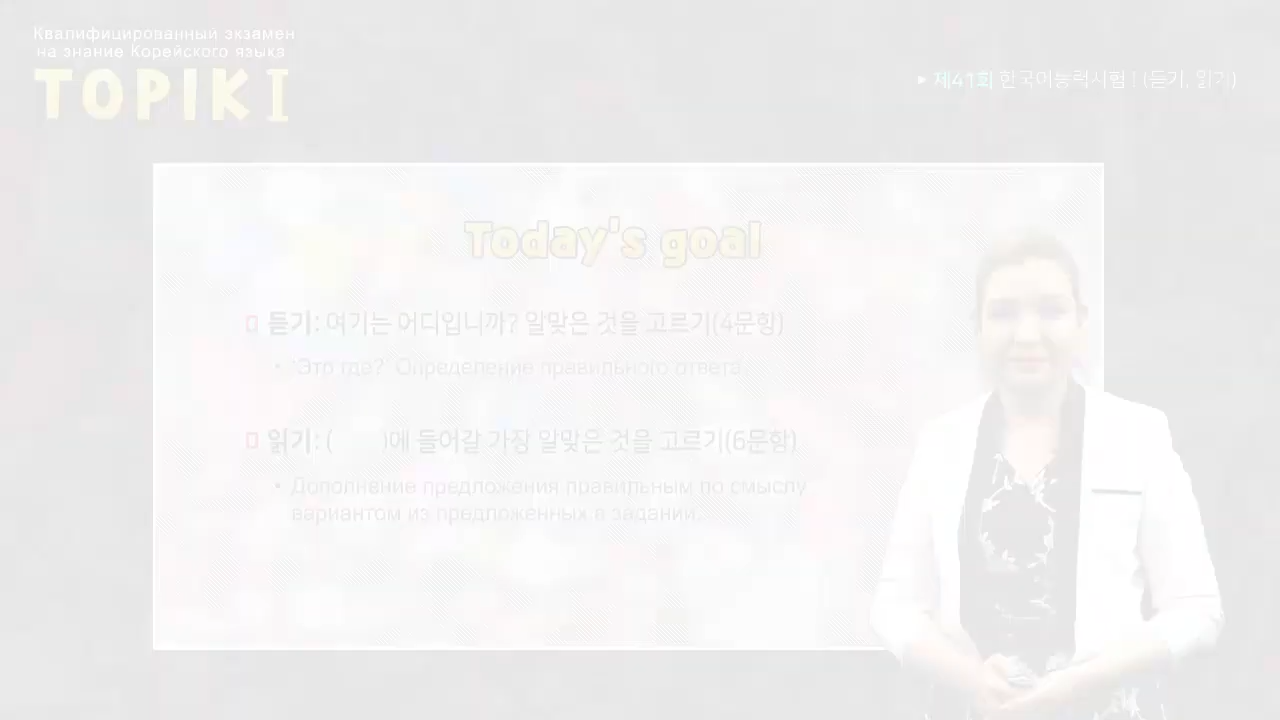 Квалифицированный экзамен
на знание Корейского языка
TOPIK I
▸ 제41회 한국어능력시험 I (듣기, 읽기)
Today's goal
듣기: 여기는 어디입니까? 알맞은 것을 고르기(4문항)
• 'Это где?' Определение правильного ответа.
읽기: (      )에 들어갈 가장 알맞은 것을 고르기(6문항)
• Дополнение предложения правильным по смыслу
вариантом из предложенных в задании.